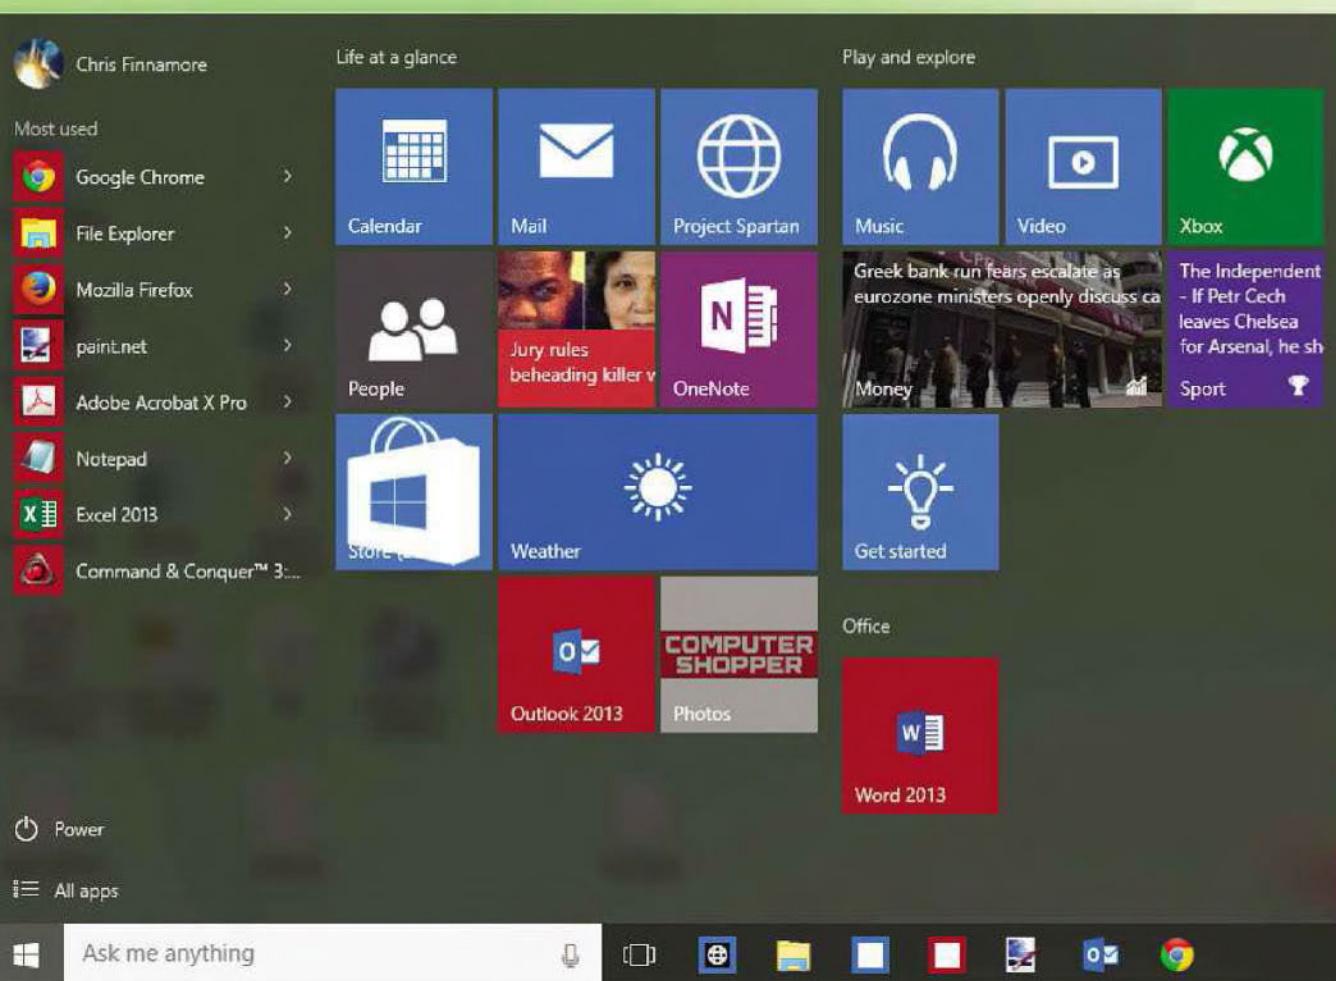 Chris Finnamore
Most used
Google Chrome
File Explorer
Mozilla Firefox
paint.net
Adobe Acrobat X Pro
Notepad
Excel 2013
Command & Conquer™ 3:...
Power
All apps
Life at a glance
Calendar
Mail
Project Spartan
People
Jury rules
beheading killer w
OneNote
Store
Weather
Outlook 2013
COMPUTER
SHOPPER
Photos
Play and explore
Music
Video
Xbox
Greek bank run fears escalate as
eurozone ministers openly discuss ca
Money
The Independent
- If Petr Cech
leaves Chelsea
for Arsenal, he sh
Sport
Get started
Office
Word 2013
Ask me anything